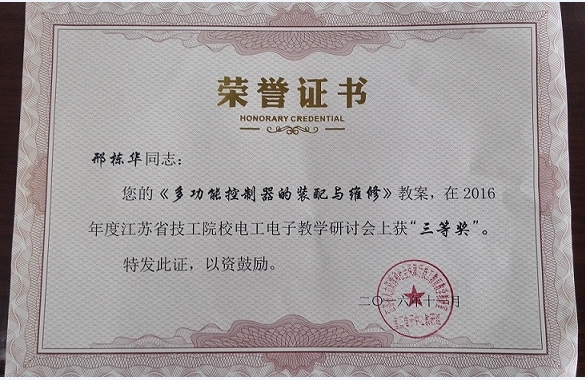 荣誉证书
HONORARY CREDENTIAL
邢栋华同志：
您的《多功能控制器的装配与维修》教案，在2016
年度江苏省技工院校电工电子教学研讨会上获“三等奖”。
特发此证，以资鼓励。
二〇一六年十二月